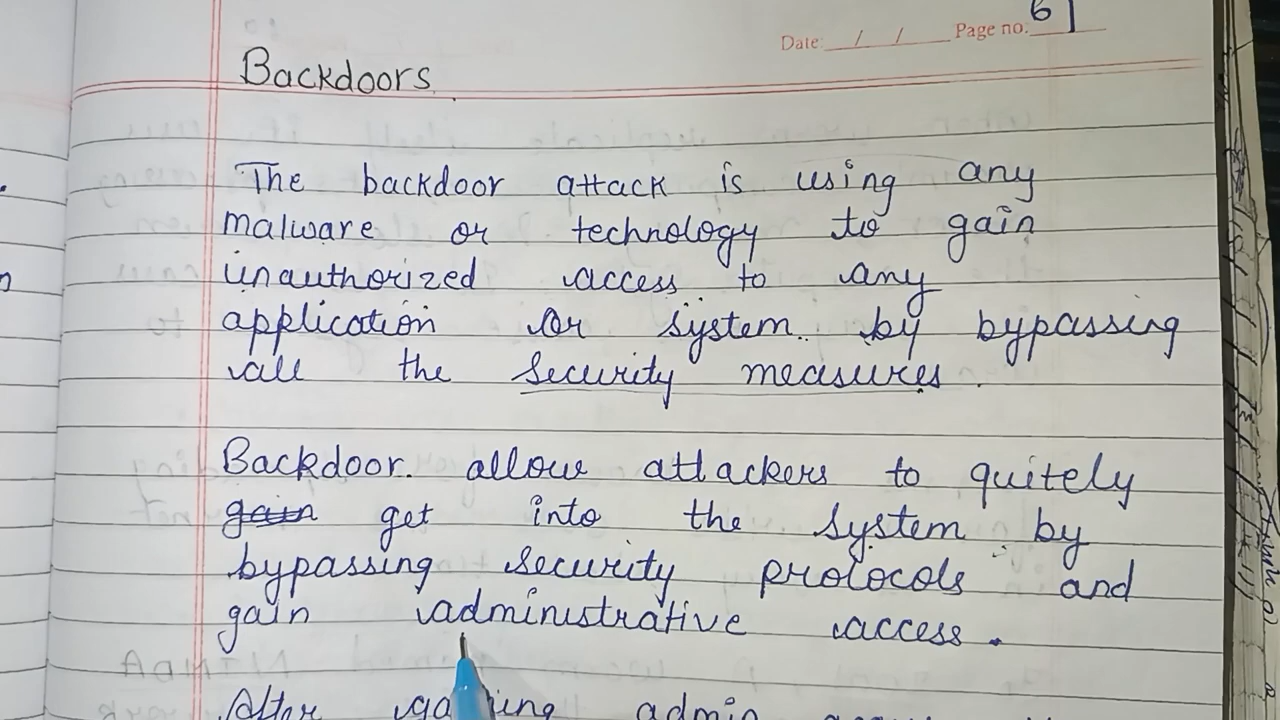 Date: / / Page no. 61
Backdoors
The backdoor attack is using any
malware or technology to gain
unauthorized access to any
application or system by bypassing
all the security measures.
Backdoor allow attackers to quitely
gain get into the system by
bypassing security protocols and
gain administrative access.
After gaining admin